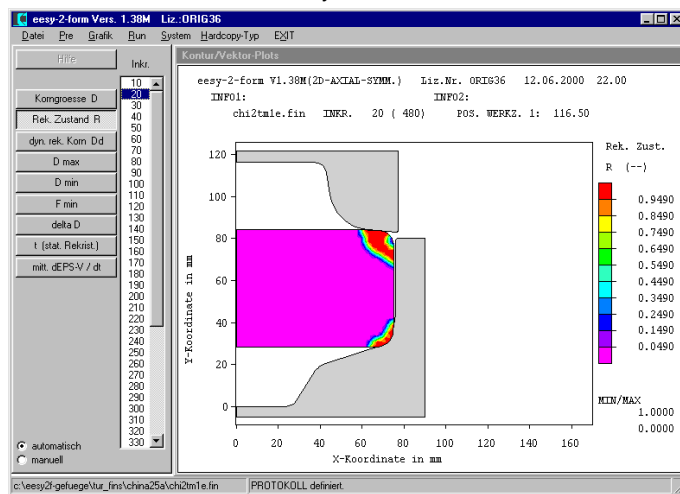 eesy-2-form Vers. 1.38M Liz.:ORIG36
Datei Pre Grafik Run System Hardcopy-Typ EXIT
Hilfe
Inkr.
Korngroesse D
Rek. Zustand R
dyn. rek. Korn Dd
D max
D min
F min
delta D
t (stat. Rekrist.)
mitt. dEPS-V / dt
automatisch
manuell
10
20
30
40
50
60
70
80
90
100
110
120
130
140
150
160
170
180
190
200
210
220
230
240
250
260
270
280
290
300
310
320
330
Kontur/Vektor-Plots
eesy-2-form V1.38M(2D-AXIAL-SYMM.) Liz.Nr. ORIG36 12.06.2000 22.00
INFO1: INFO2:
chi2tm1e.fin INKR. 20 ( 480) POS. WERKZ. 1: 116.50
Rek. Zust.
R (--)
0.9490
0.8490
0.7490
0.6490
0.5490
0.4490
0.3490
0.2490
0.1490
0.0490
MIN/MAX
1.0000
0.0000
Y-Koordinate in mm
120
100
80
60
40
20
0
0 20 40 60 80 100 120 140 160
X-Koordinate in mm
c:\eesy2f-gefuege\tur_fins\china25a\chi2tm1e.fin PROTOKOLL definiert.